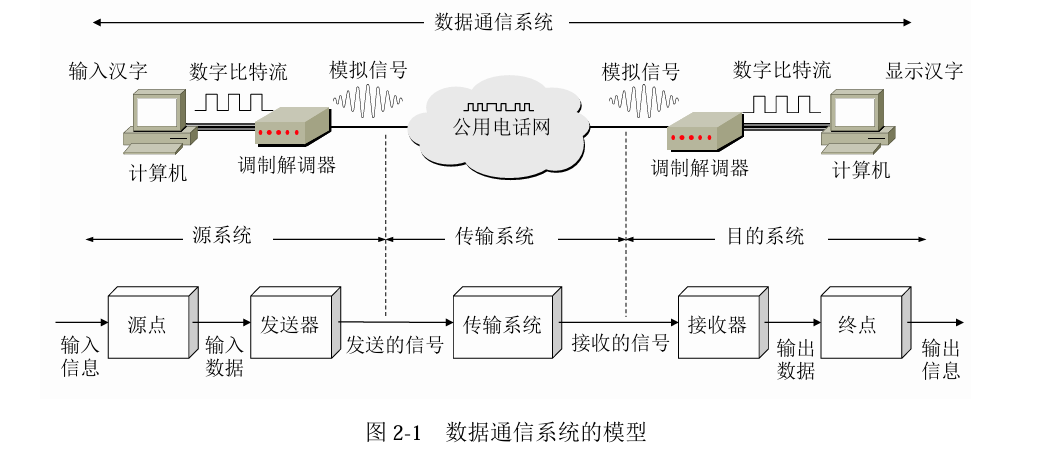 数据通信系统
输入汉字
数字比特流
模拟信号
模拟信号
数字比特流
显示汉字
公用电话网
计算机
调制解调器
调制解调器
计算机
源系统
传输系统
目的系统
源点
发送器
传输系统
接收器
终点
输入
信息
输入
数据
发送的信号
接收的信号
输出
数据
输出
信息
图 2-1 数据通信系统的模型